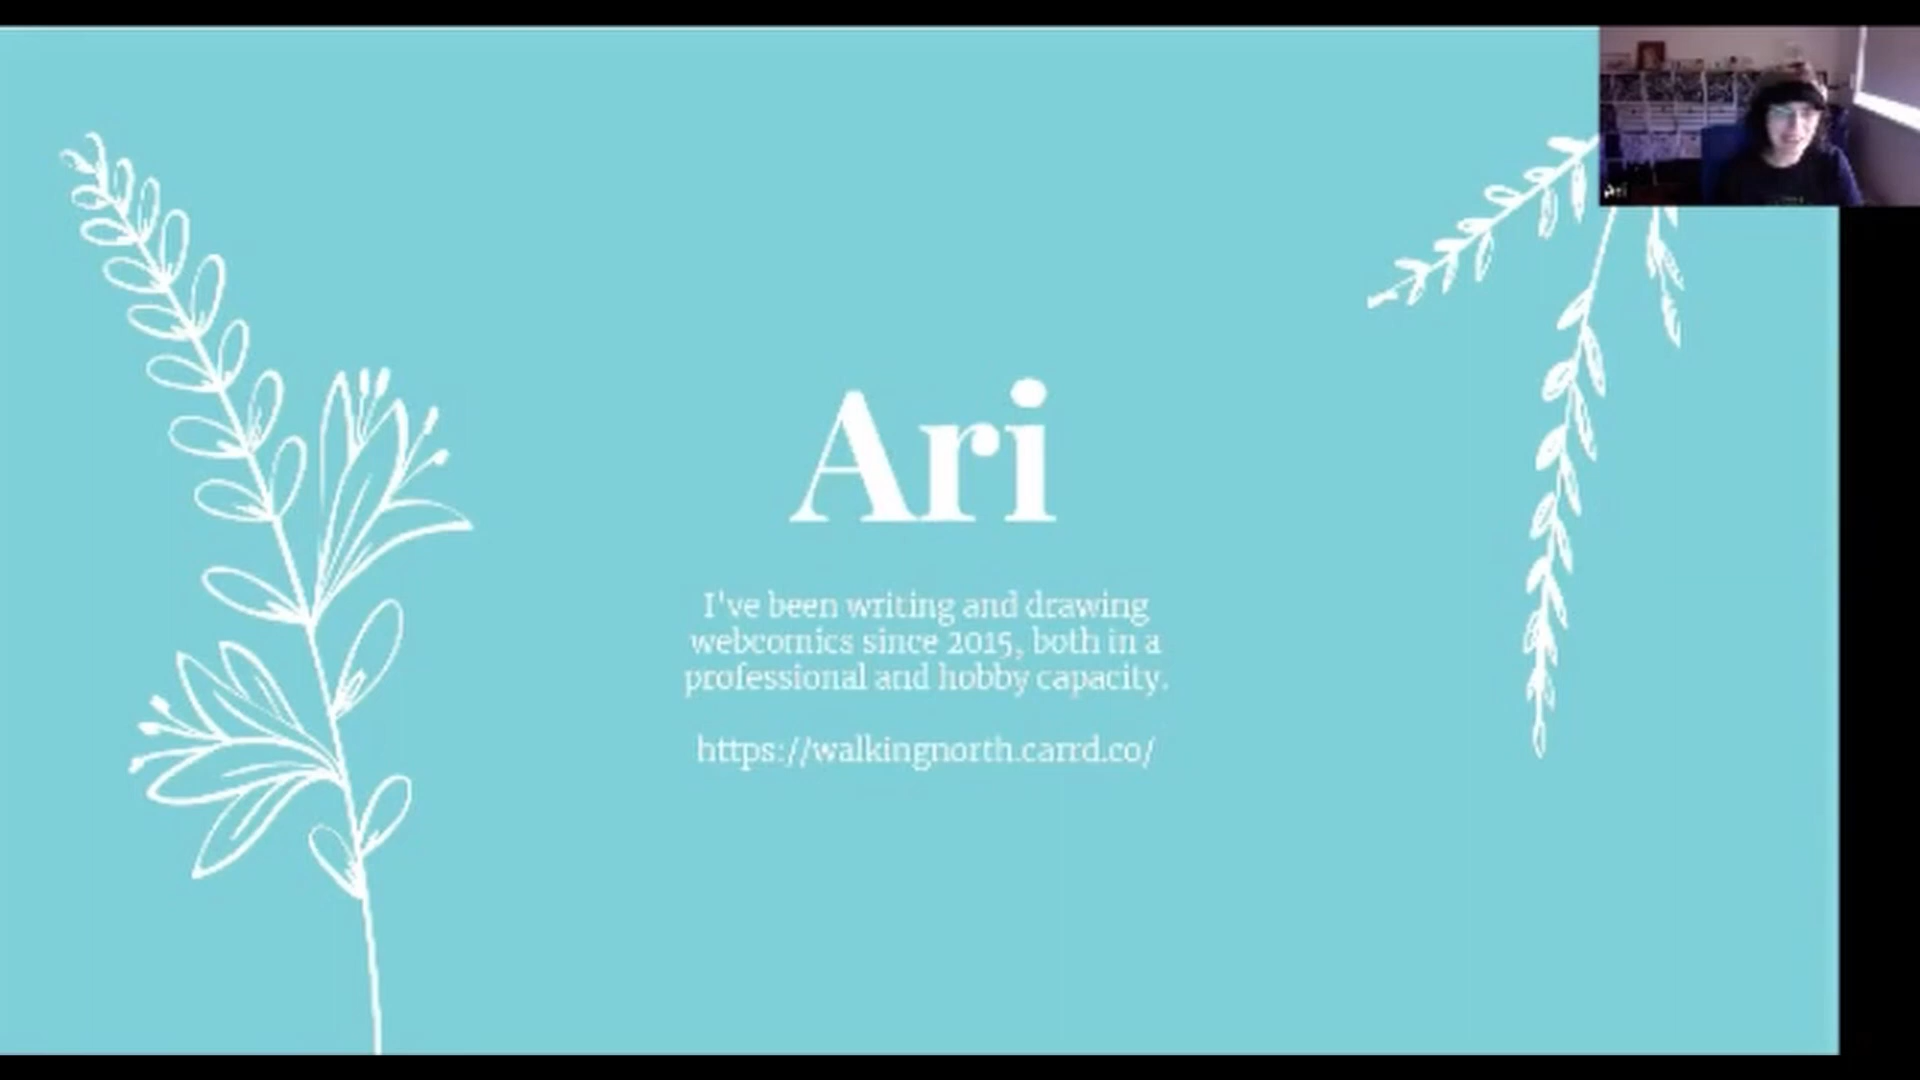 Ari
Ari
I've been writing and drawing
webcomics since 2015, both in a
professional and hobby capacity.
https://walkingnorth.carrd.co/